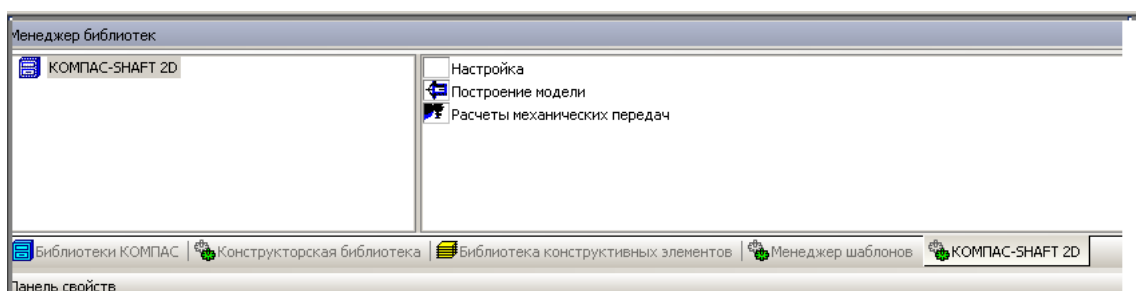 Менеджер библиотек
КОМПАС-SHAFT 2D
Настройка
Построение модели
Расчеты механических передач
Библиотеки КОМПАС Конструкторская библиотека Библиотека конструктивных элементов Менеджер шаблонов КОМПАС-SHAFT 2D
Панель свойств